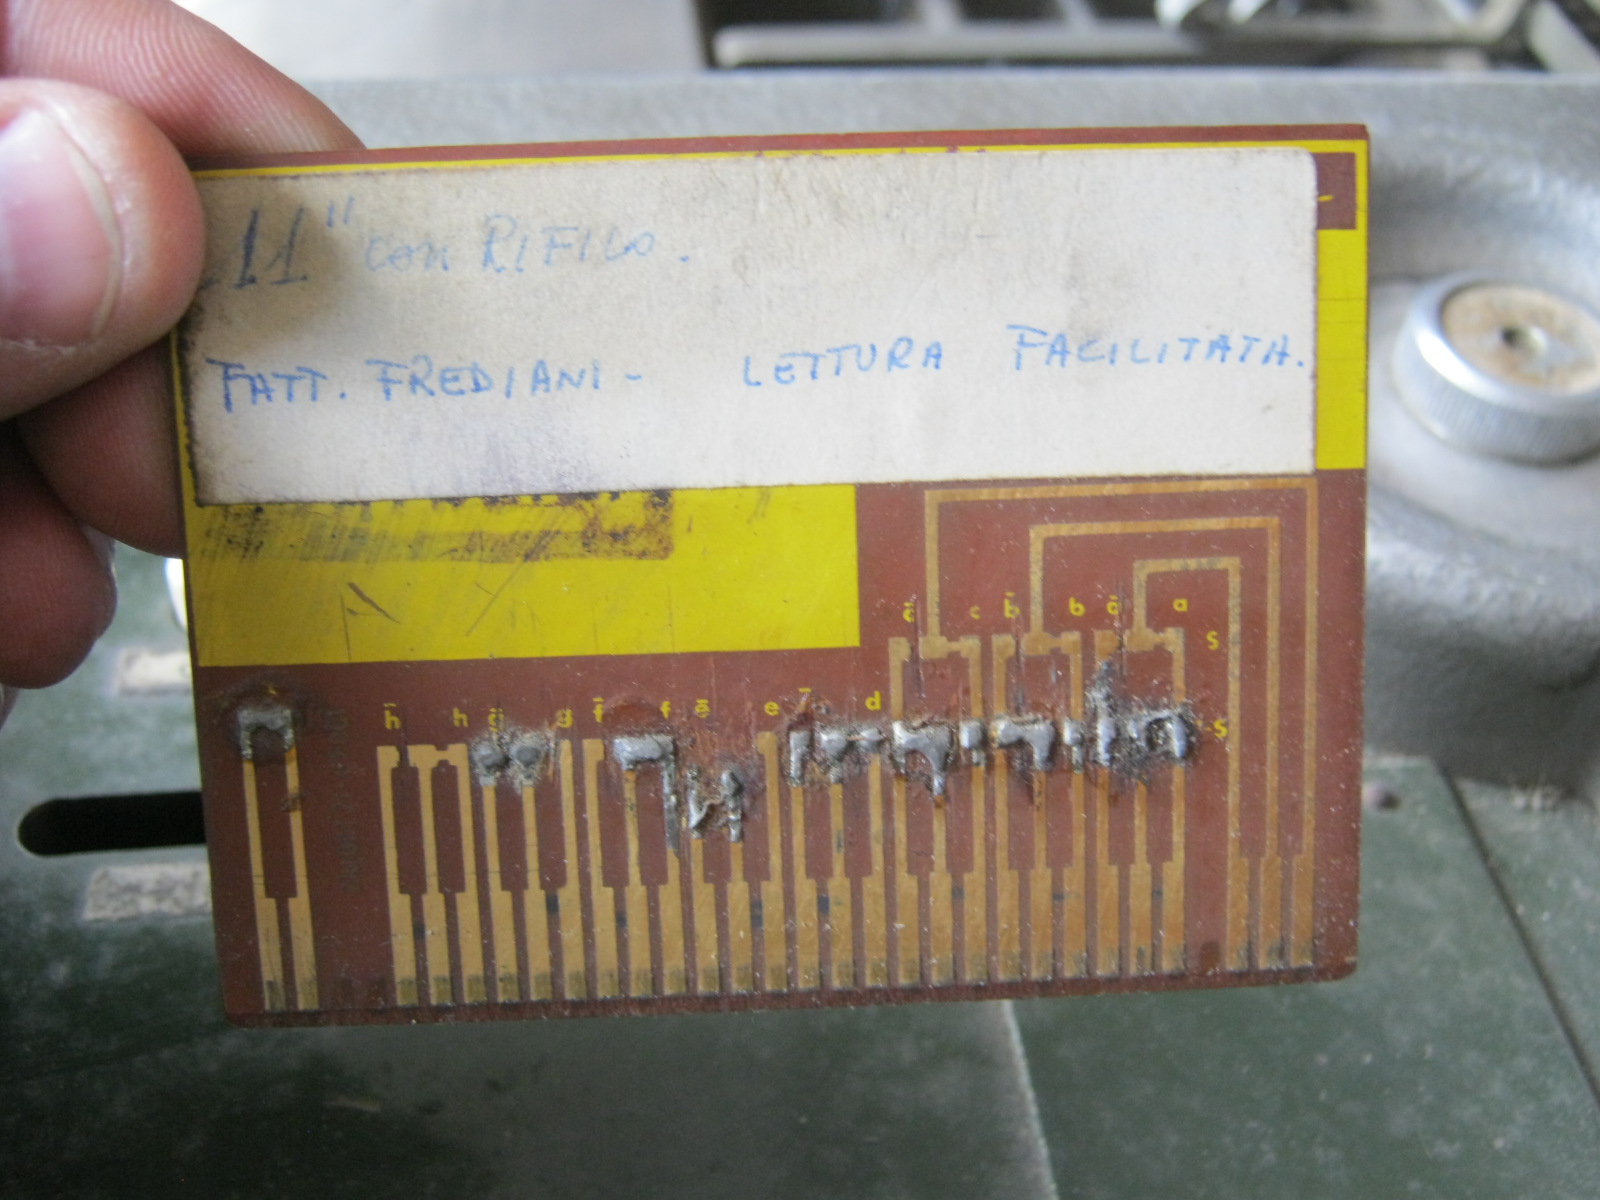 11" con RIFILO.
FATT. FREDIANI - LETTURA FACILITATA.
c̄ c b̄ b ā a
S
h̄ h ḡ g f̄ f ē e d̄ d
S